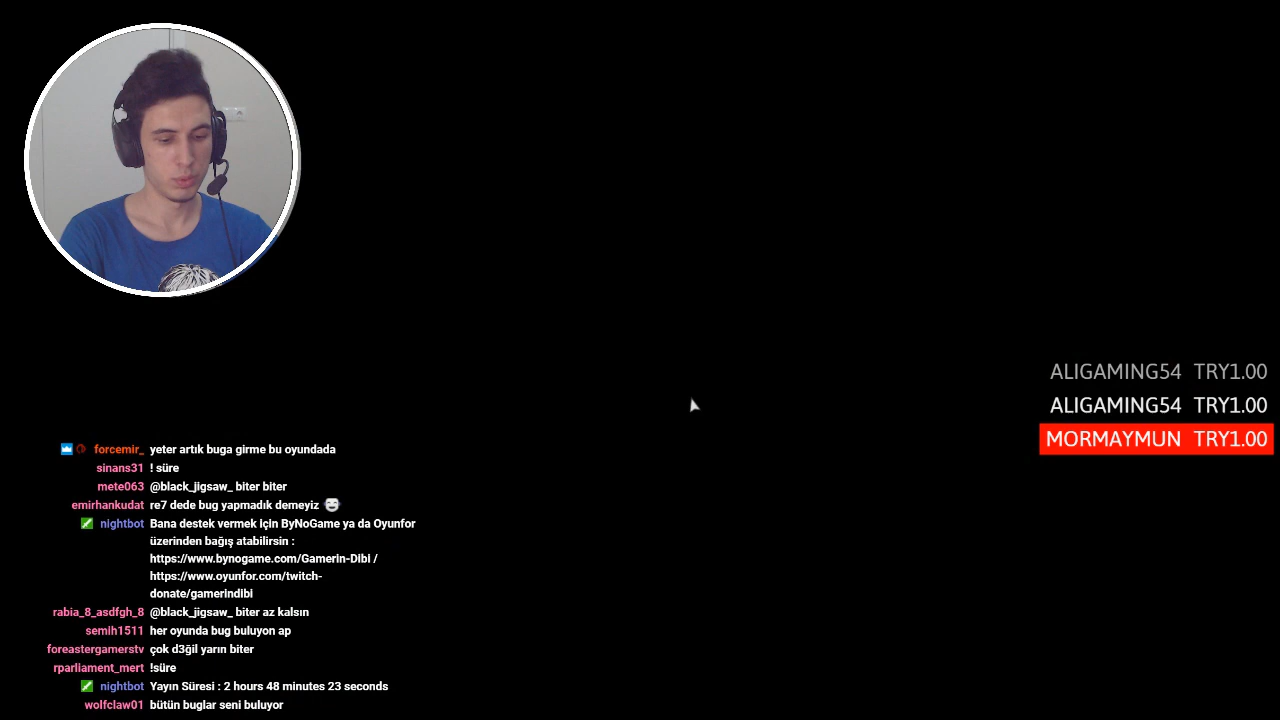 ALIGAMING54 TRY1.00
ALIGAMING54 TRY1.00
MORMAYMUN TRY1.00
forcemir_ yeter artık buga girme bu oyundada
sinans31 ! süre
mete063 @black_jigsaw_ biter biter
emirhankudat re7 dede bug yapmadık demeyiz
nightbot Bana destek vermek için ByNoGame ya da Oyunfor
üzerinden bağış atabilirsin :
https://www.bynogame.com/Gamerin-Dibi /
https://www.oyunfor.com/twitch-
donate/gamerindibi
rabia_8_asdfgh_8 @black_jigsaw_ biter az kalsın
semih1511 her oyunda bug buluyon ap
foreastergamerstv çok d3ğil yarın biter
rparliament_mert !süre
nightbot Yayın Süresi : 2 hours 48 minutes 23 seconds
wolfclaw01 bütün buglar seni buluyor